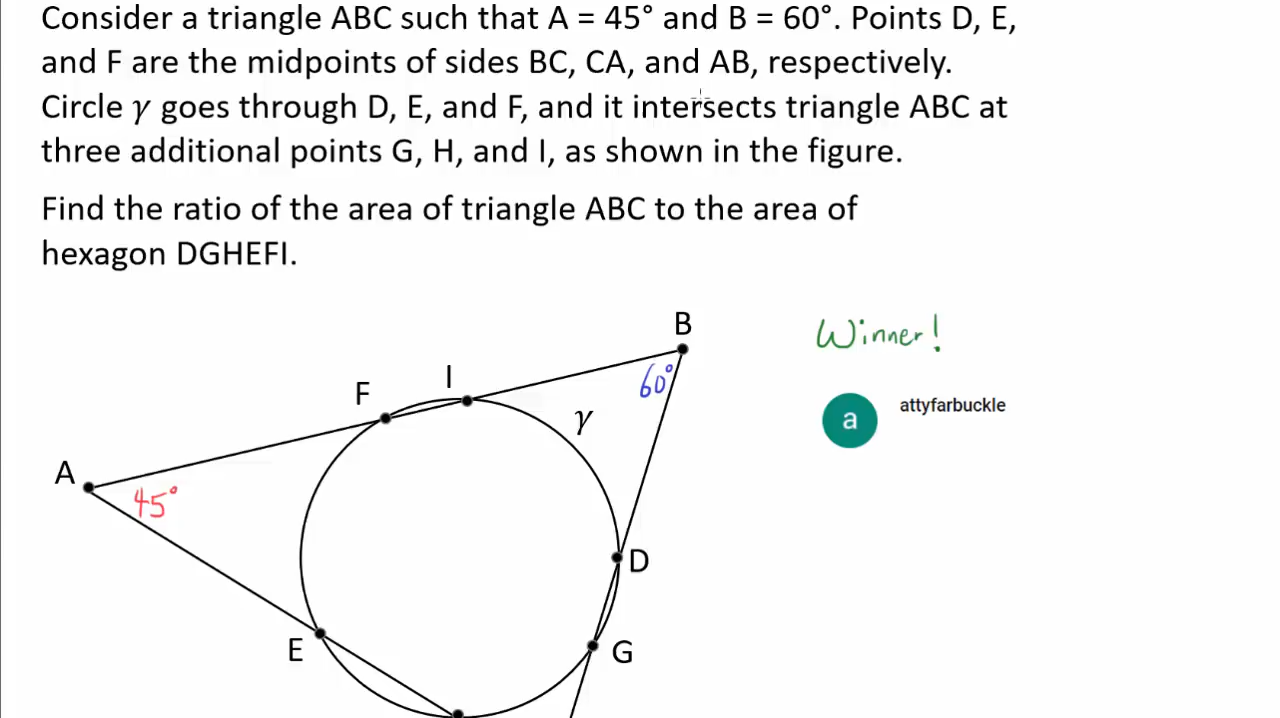 Consider a triangle ABC such that A = 45° and B = 60°. Points D, E,
and F are the midpoints of sides BC, CA, and AB, respectively.
Circle γ goes through D, E, and F, and it intersects triangle ABC at
three additional points G, H, and I, as shown in the figure.
Find the ratio of the area of triangle ABC to the area of
hexagon DGHEFI.
B
Winner!
I
F
60°
γ
a attyfarbuckle
A
45°
D
E
G